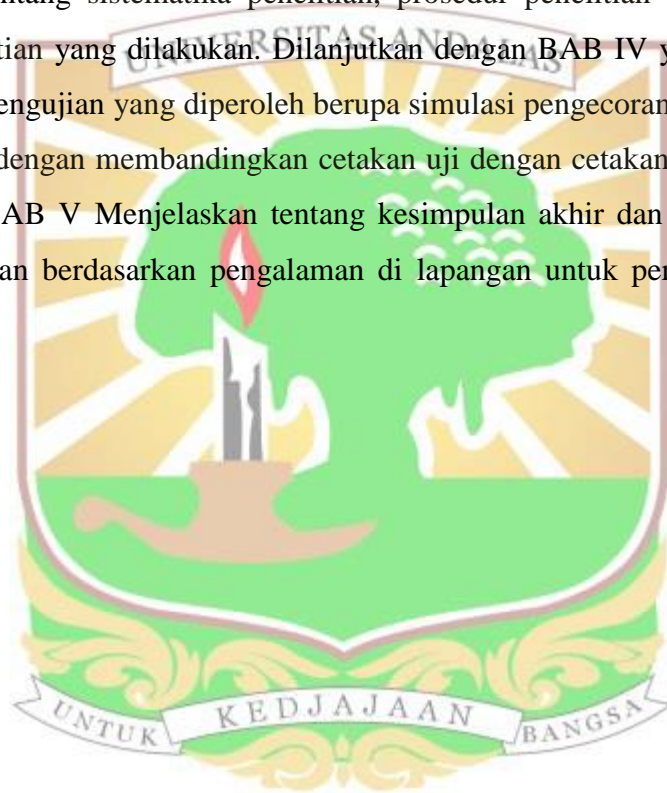 ntang sistematika penelitian, prosedur penelitian
tian yang dilakukan. Dilanjutkan dengan BAB IV y
UNIVERSITAS ANDALAS
engujian yang diperoleh berupa simulasi pengecoran
dengan membandingkan cetakan uji dengan cetakan
AB V Menjelaskan tentang kesimpulan akhir dan
an berdasarkan pengalaman di lapangan untuk per
UNTUK KEDJAJAAN BANGSA